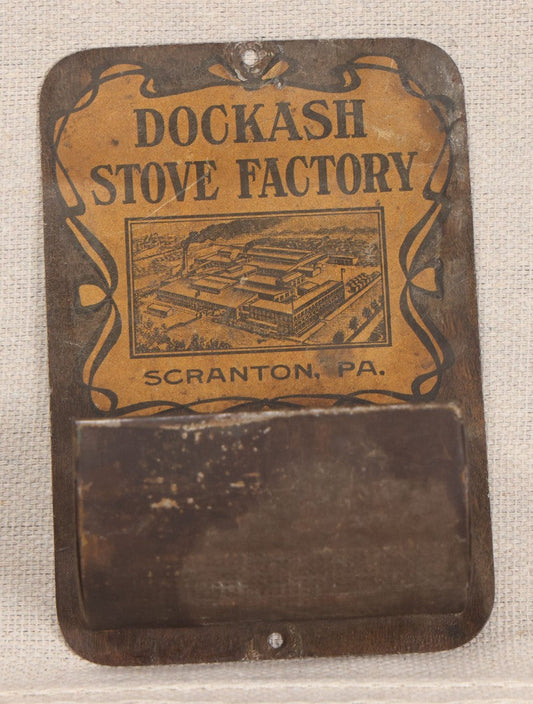 DOCKASH
STOVE FACTORY
SCRANTON, PA.